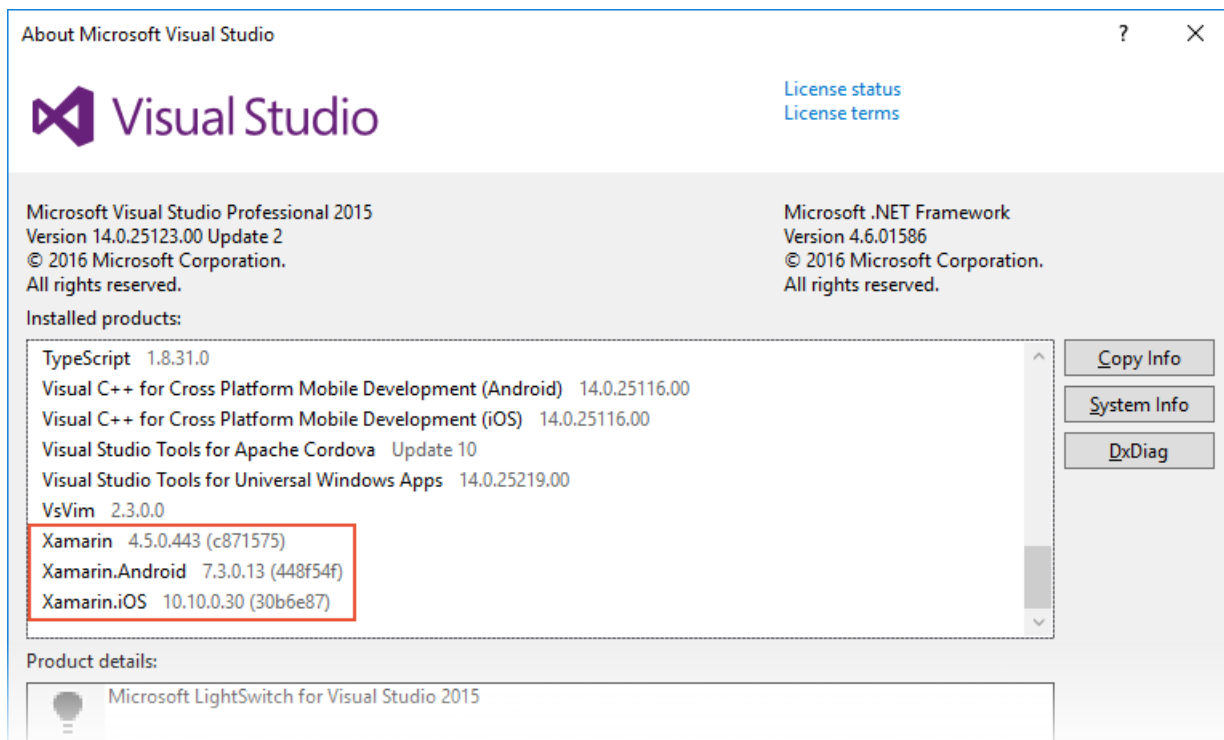 About Microsoft Visual Studio ?
Visual Studio
License status
License terms
Microsoft Visual Studio Professional 2015
Version 14.0.25123.00 Update 2
© 2016 Microsoft Corporation.
All rights reserved.
Microsoft .NET Framework
Version 4.6.01586
© 2016 Microsoft Corporation.
All rights reserved.
Installed products:
TypeScript 1.8.31.0
Visual C++ for Cross Platform Mobile Development (Android) 14.0.25116.00
Visual C++ for Cross Platform Mobile Development (iOS) 14.0.25116.00
Visual Studio Tools for Apache Cordova Update 10
Visual Studio Tools for Universal Windows Apps 14.0.25219.00
VsVim 2.3.0.0
Xamarin 4.5.0.443 (c871575)
Xamarin.Android 7.3.0.13 (448f54f)
Xamarin.iOS 10.10.0.30 (30b6e87)
Copy Info
System Info
DxDiag
Product details:
Microsoft LightSwitch for Visual Studio 2015